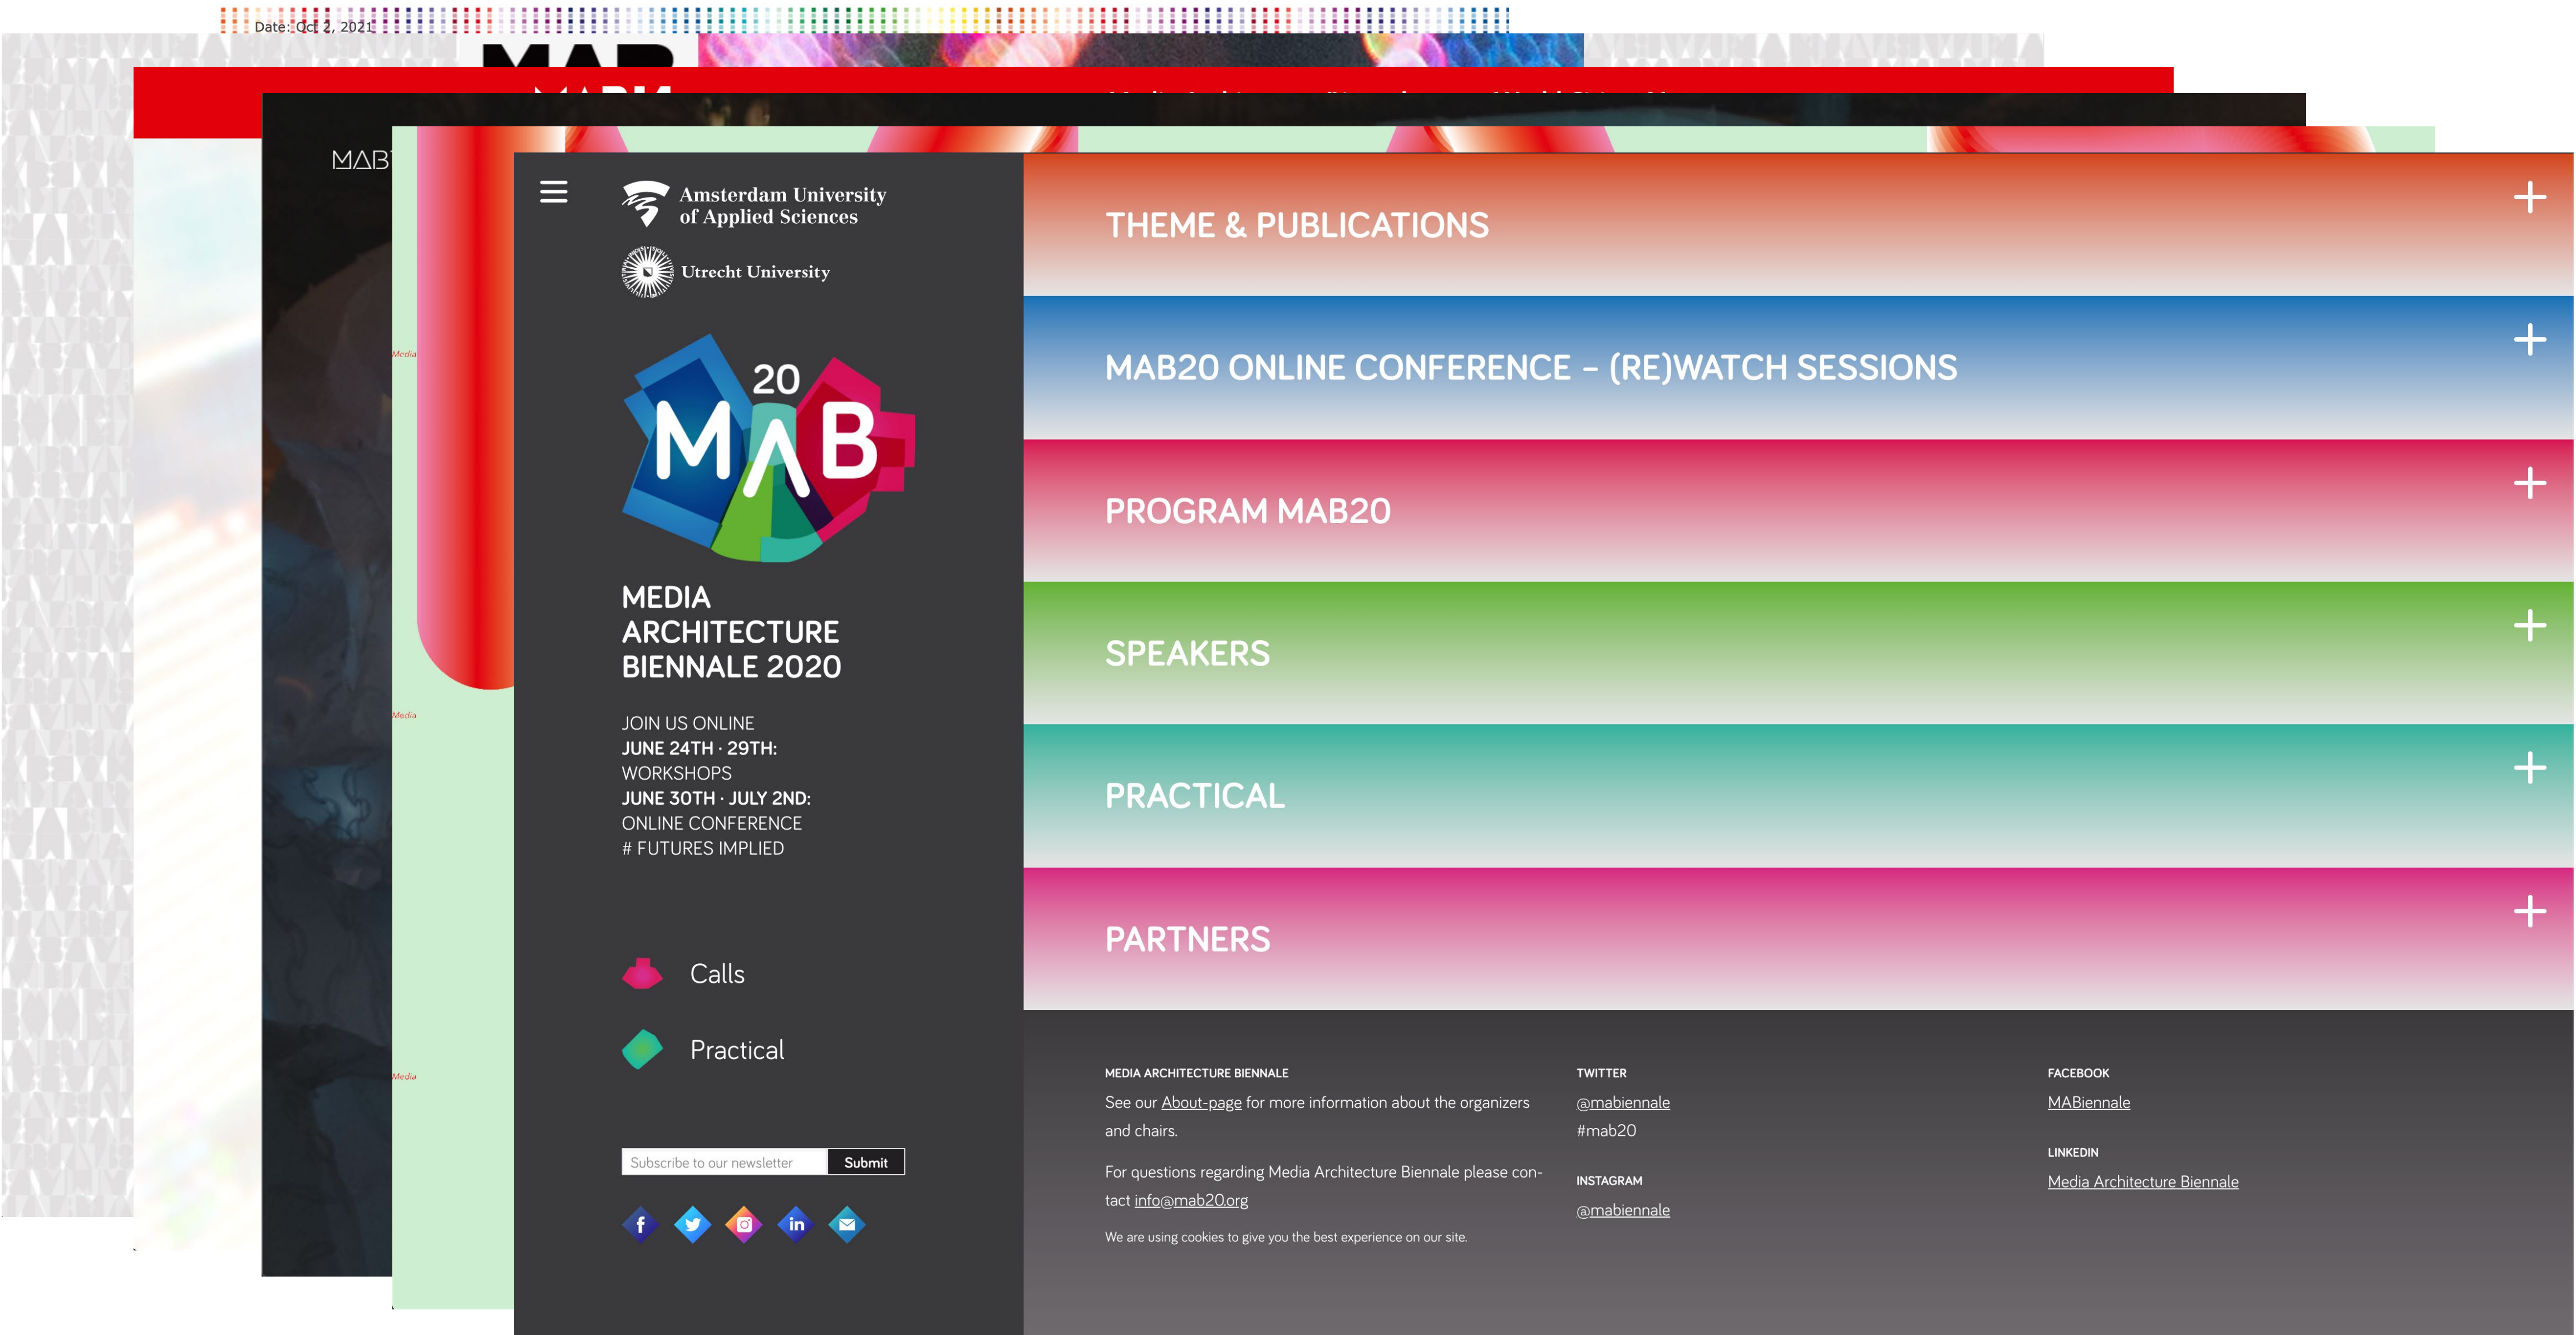 Date: Oct 2, 2021
MAB
Media
Media
Media
Amsterdam University
of Applied Sciences
Utrecht University
20
MAB
MEDIA
ARCHITECTURE
BIENNALE 2020
JOIN US ONLINE
JUNE 24TH · 29TH:
WORKSHOPS
JUNE 30TH · JULY 2ND:
ONLINE CONFERENCE
# FUTURES IMPLIED
Calls
Practical
Subscribe to our newsletter
Submit
THEME & PUBLICATIONS
MAB20 ONLINE CONFERENCE – (RE)WATCH SESSIONS
PROGRAM MAB20
SPEAKERS
PRACTICAL
PARTNERS
MEDIA ARCHITECTURE BIENNALE
See our About-page for more information about the organizers
and chairs.
For questions regarding Media Architecture Biennale please con-
tact info@mab20.org
We are using cookies to give you the best experience on our site.
TWITTER
@mabiennale
#mab20
INSTAGRAM
@mabiennale
FACEBOOK
MABiennale
LINKEDIN
Media Architecture Biennale